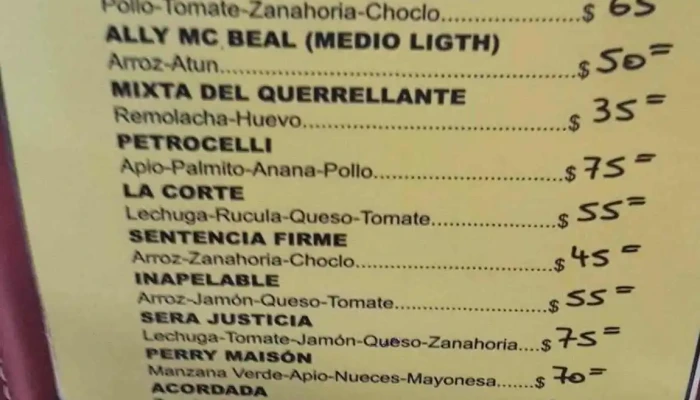 Pollo-Tomate-Zanahoria-Choclo...............................$ 65
ALLY MC BEAL (MEDIO LIGTH)
Arroz-Atun.......................................................................$ 50=
MIXTA DEL QUERRELLANTE
Remolacha-Huevo.....................................................$ 35=
PETROCELLI
Apio-Palmito-Anana-Pollo......................................$ 75=
LA CORTE
Lechuga-Rucula-Queso-Tomate..........................$ 55=
SENTENCIA FIRME
Arroz-Zanahoria-Choclo........................................$ 45=
INAPELABLE
Arroz-Jamón-Queso-Tomate...............................$ 55=
SERA JUSTICIA
Lechuga-Tomate-Jamón-Queso-Zanahoria....$ 75=
PERRY MAISÓN
Manzana Verde-Apio-Nueces-Mayonesa.......$ 70=
ACORDADA